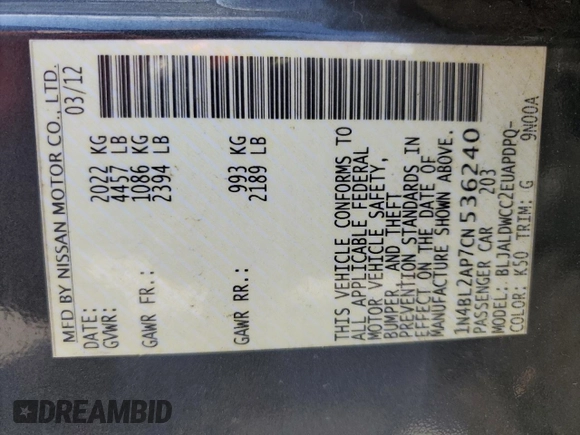 MFD BY NISSAN MOTOR CO.,LTD.
DATE: 03/12
GVWR: 2022 KG
4457 LB
GAWR FR.: 1086 KG
2394 LB
GAWR RR.: 993 KG
2189 LB
THIS VEHICLE CONFORMS TO
ALL APPLICABLE FEDERAL
MOTOR VEHICLE SAFETY,
BUMPER, AND THEFT
PREVENTION STANDARDS IN
EFFECT ON THE DATE OF
MANUFACTURE SHOWN ABOVE.
1N4BL2AP7CN 536240
PASSENGER CAR 203
MODEL: BLJALDWCC2EUAPDPQ-
COLOR: K50 TRIM: G 9N00A
DREAMBID